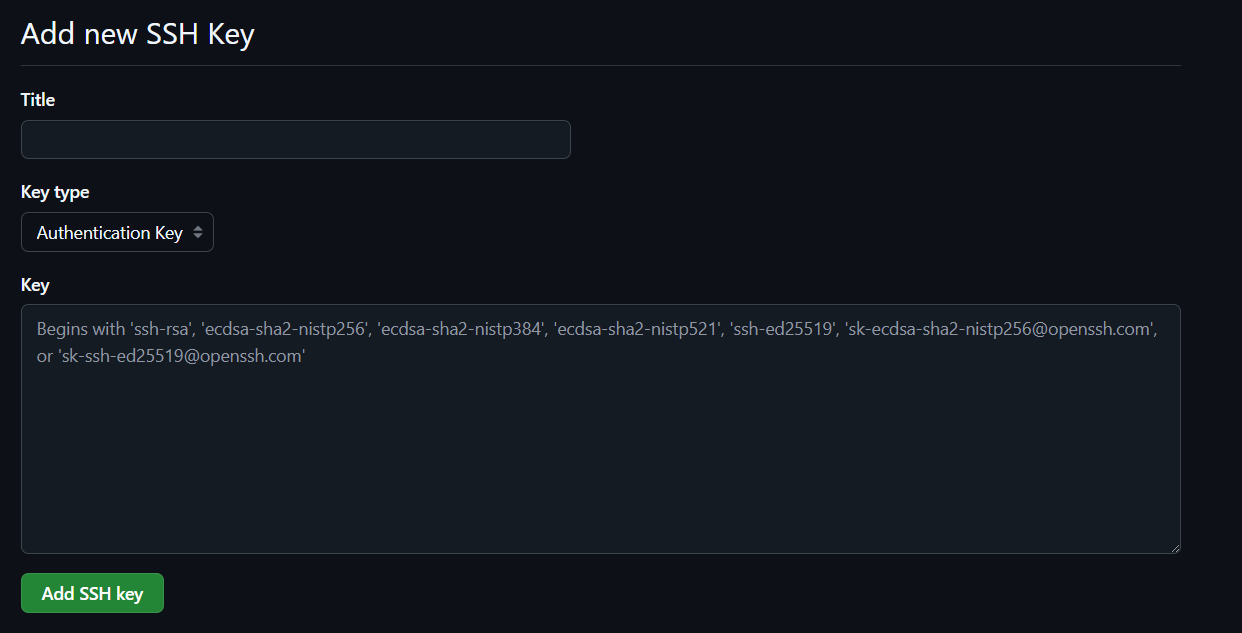 Add new SSH Key
Title
Key type
Authentication Key
Key
Begins with 'ssh-rsa', 'ecdsa-sha2-nistp256', 'ecdsa-sha2-nistp384', 'ecdsa-sha2-nistp521', 'ssh-ed25519', 'sk-ecdsa-sha2-nistp256@openssh.com',
or 'sk-ssh-ed25519@openssh.com'
Add SSH key